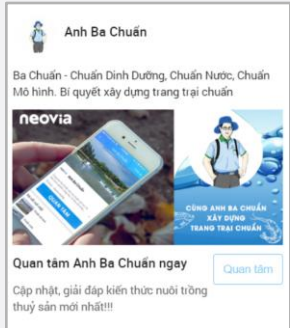 Anh Ba Chuẩn
Ba Chuẩn - Chuẩn Dinh Dưỡng, Chuẩn Nước, Chuẩn
Mô hình. Bí quyết xây dựng trang trại chuẩn
neovia
QUAN TÂM
CÙNG ANH BA CHUẨN
XÂY DỰNG
TRANG TRẠI CHUẨN
Quan tâm Anh Ba Chuẩn ngay
Quan tâm
Cập nhật, giải đáp kiến thức nuôi trồng
thuỷ sản mới nhất!!!